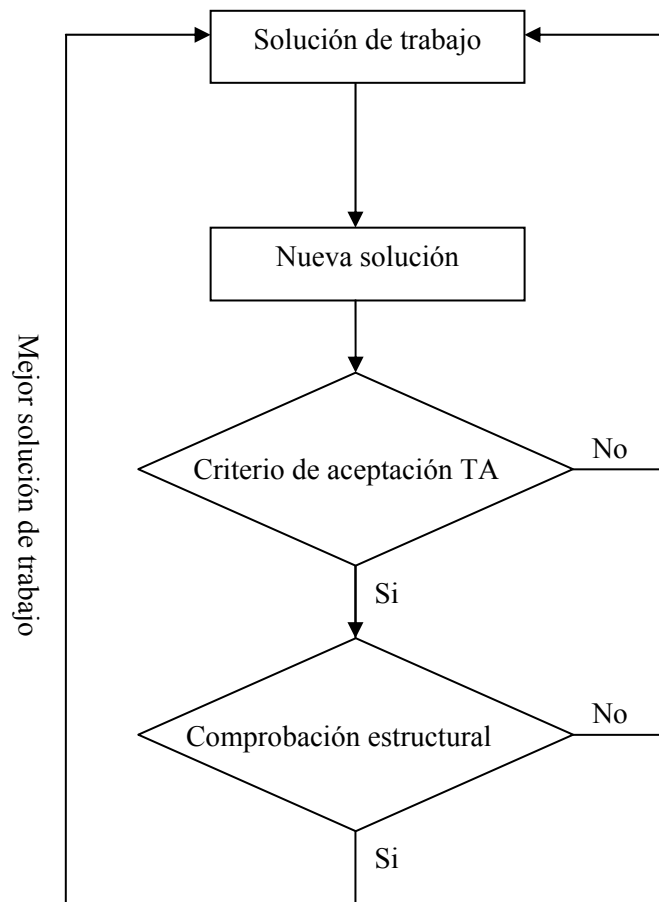 Solución de trabajo
Nueva solución
Criterio de aceptación TA
No
Si
Comprobación estructural
No
Si
Mejor solución de trabajo